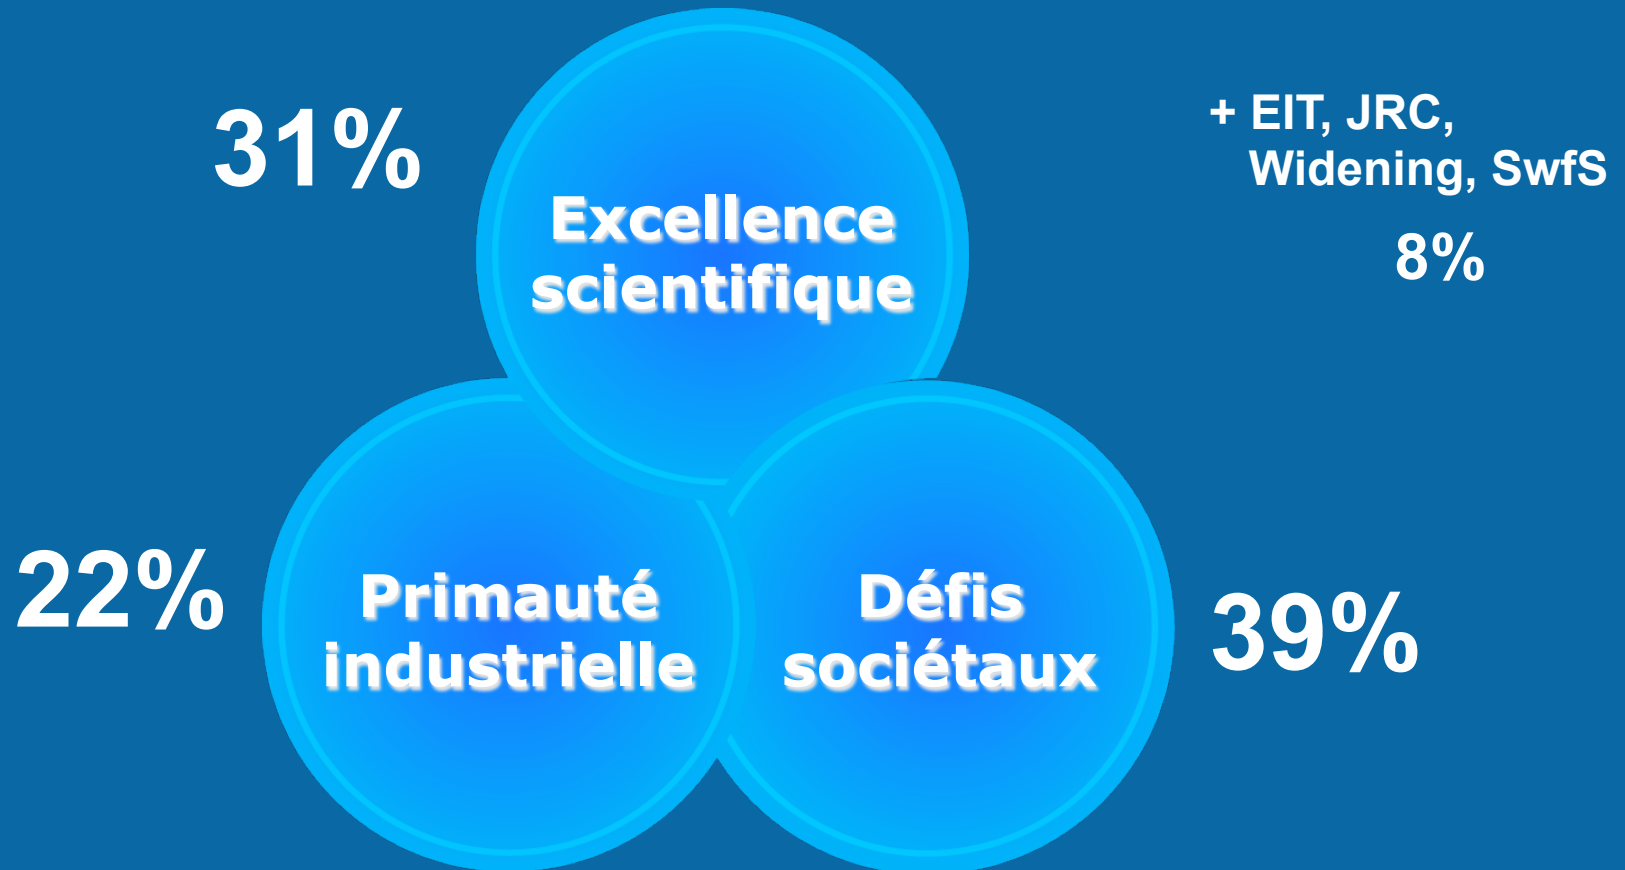 31%
Excellence
scientifique
+ EIT, JRC,
Widening, SwfS
8%
22%
Primauté
industrielle
Défis
sociétaux
39%